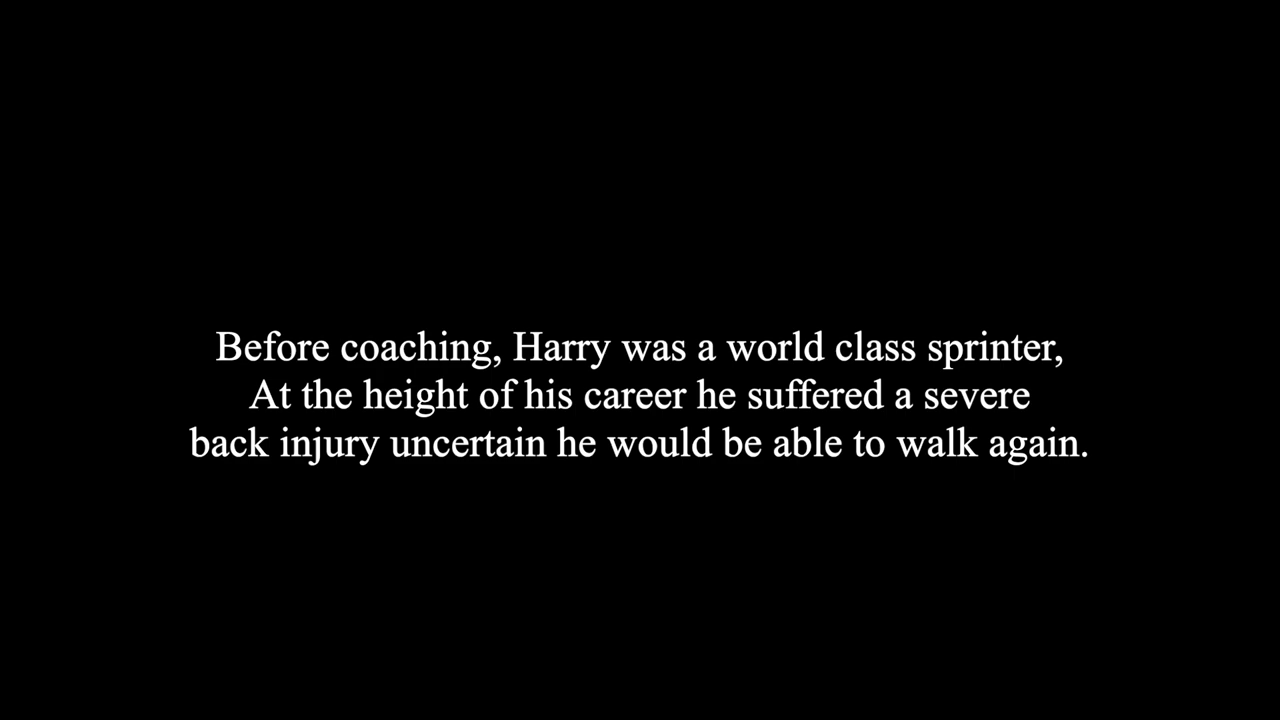 Before coaching, Harry was a world class sprinter,
At the height of his career he suffered a severe
back injury uncertain he would be able to walk again.